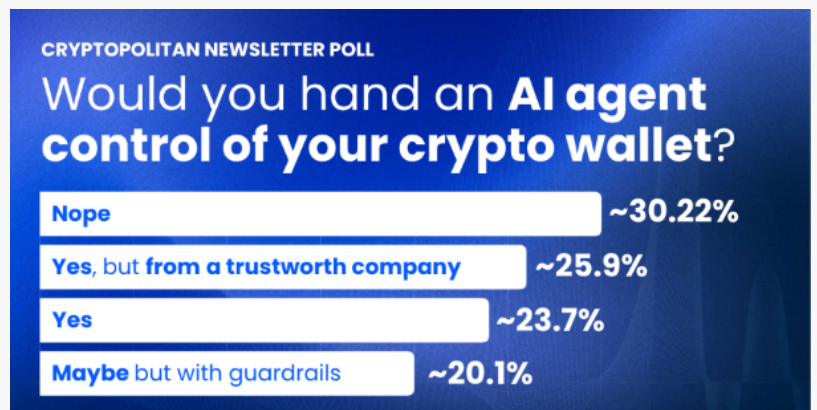 CRYPTOPOLITAN NEWSLETTER POLL
Would you hand an AI agent
control of your crypto wallet?
Nope ~30.22%
Yes, but from a trustworth company ~25.9%
Yes ~23.7%
Maybe but with guardrails ~20.1%